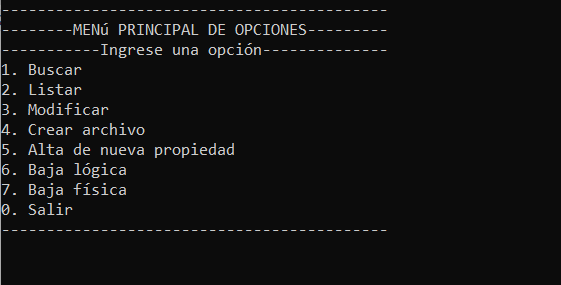 -------------------------------------------
--------MENú PRINCIPAL DE OPCIONES---------
-----------Ingrese una opción--------------
1. Buscar
2. Listar
3. Modificar
4. Crear archivo
5. Alta de nueva propiedad
6. Baja lógica
7. Baja física
0. Salir
-------------------------------------------